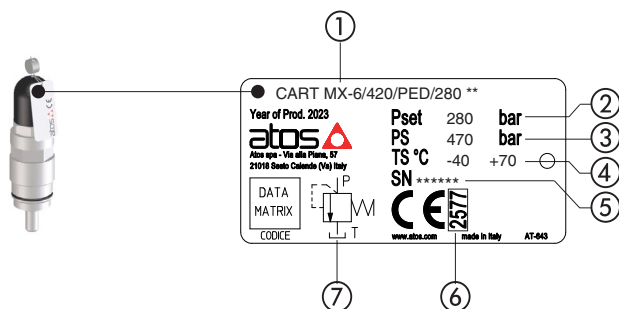 ①
CART MX-6/420/PED/280 **
Year of Prod. 2023
atos
Atos spa - Via alla Piana, 57
21018 Sesto Calende (Va) Italy
Pset 280 bar
②
PS 470 bar
③
TS °C -40 +70
④
SN ******
⑤
DATA
MATRIX
CODICE
P
T
CE 2577
www.atos.com made in Italy AT-643
⑦
⑥